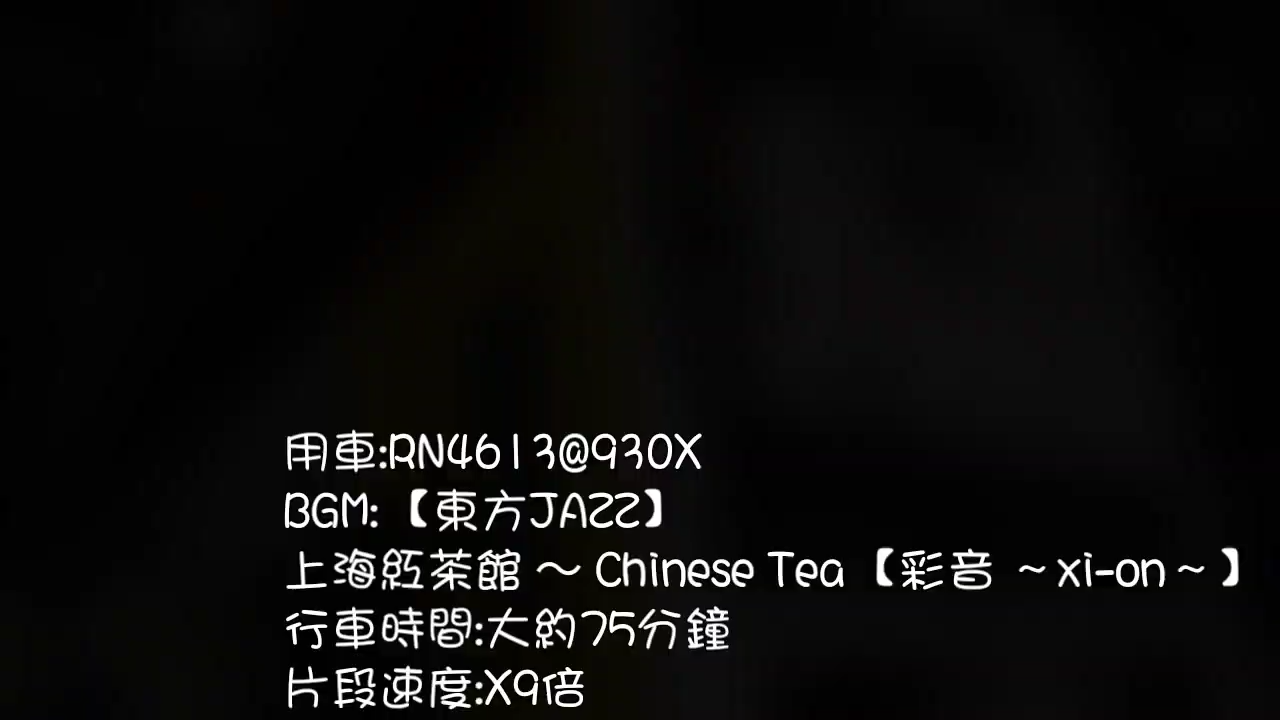 用車:RN4613@930X
BGM:【東方JAZZ】
上海紅茶館 ～ Chinese Tea【彩音 ～xi-on～】
行車時間:大約75分鐘
片段速度:X9倍